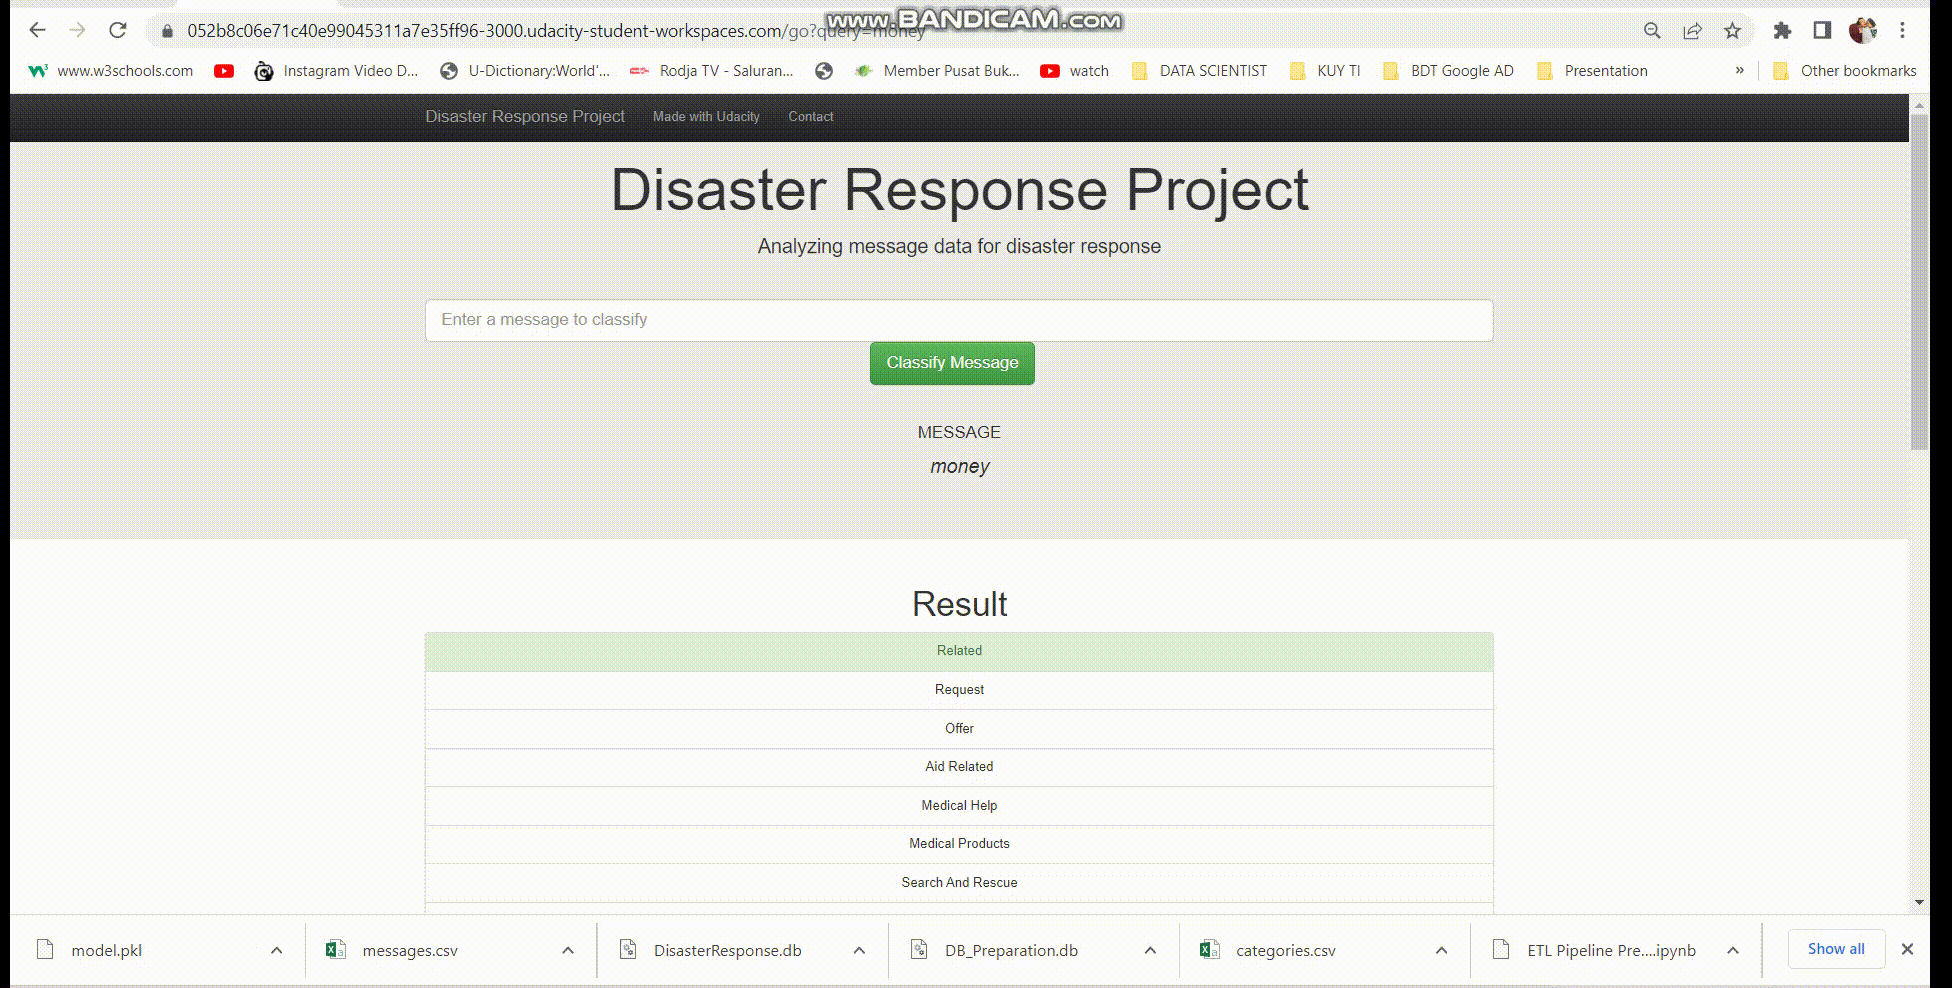 www.BANDICAM.com
052b8c06e71c40e99045311a7e35ff96-3000.udacity-student-workspaces.com/go?query=money
www.w3schools.com Instagram Video D... U-Dictionary:World'... Rodja TV - Saluran... Member Pusat Buk... watch DATA SCIENTIST KUY TI BDT Google AD Presentation » Other bookmarks
Disaster Response Project Made with Udacity Contact
Disaster Response Project
Analyzing message data for disaster response
Enter a message to classify
Classify Message
MESSAGE
money
Result
Related
Request
Offer
Aid Related
Medical Help
Medical Products
Search And Rescue
model.pkl messages.csv DisasterResponse.db DB_Preparation.db categories.csv ETL Pipeline Pre....ipynb Show all